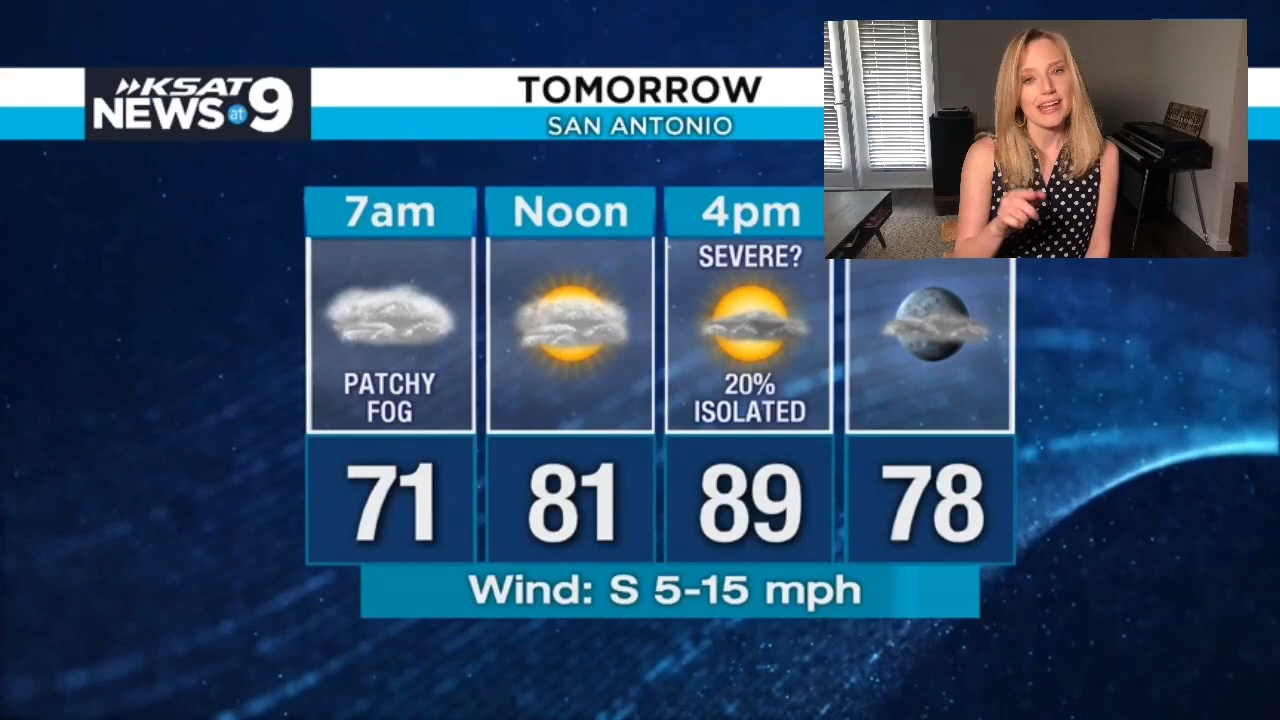 KSAT
NEWS at 9
TOMORROW
SAN ANTONIO
7am
Noon
4pm
SEVERE?
PATCHY
FOG
20%
ISOLATED
71
81
89
78
Wind: S 5-15 mph